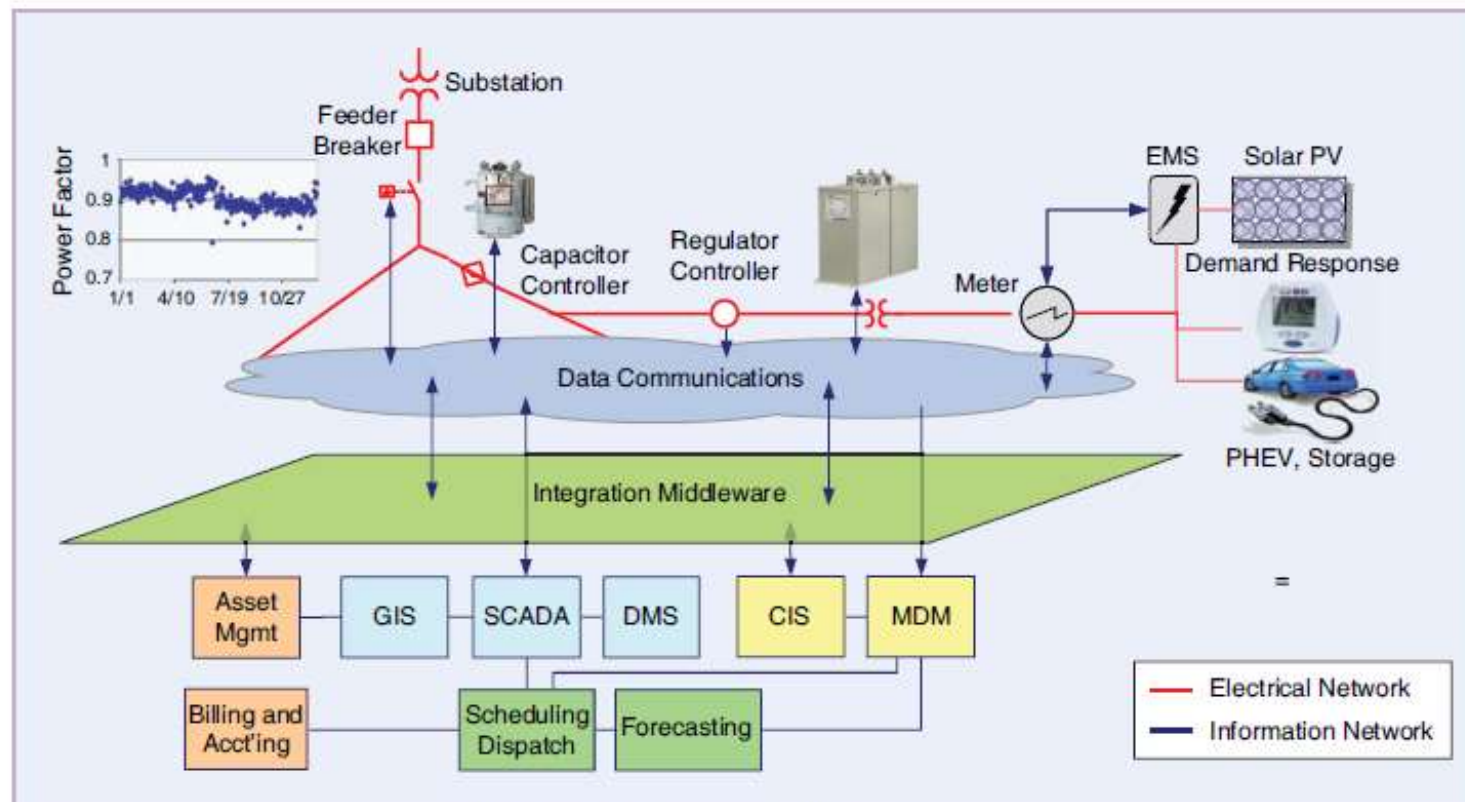 Substation
Feeder
Breaker
Power Factor
1
0.9
0.8
0.7
1/1 4/10 7/19 10/27
Capacitor
Controller
Regulator
Controller
Meter
EMS
Solar PV
Demand Response
PHEV, Storage
Data Communications
Integration Middleware
Asset
Mgmt
GIS
SCADA
DMS
CIS
MDM
=
Billing and
Acct'ing
Scheduling
Dispatch
Forecasting
Electrical Network
Information Network